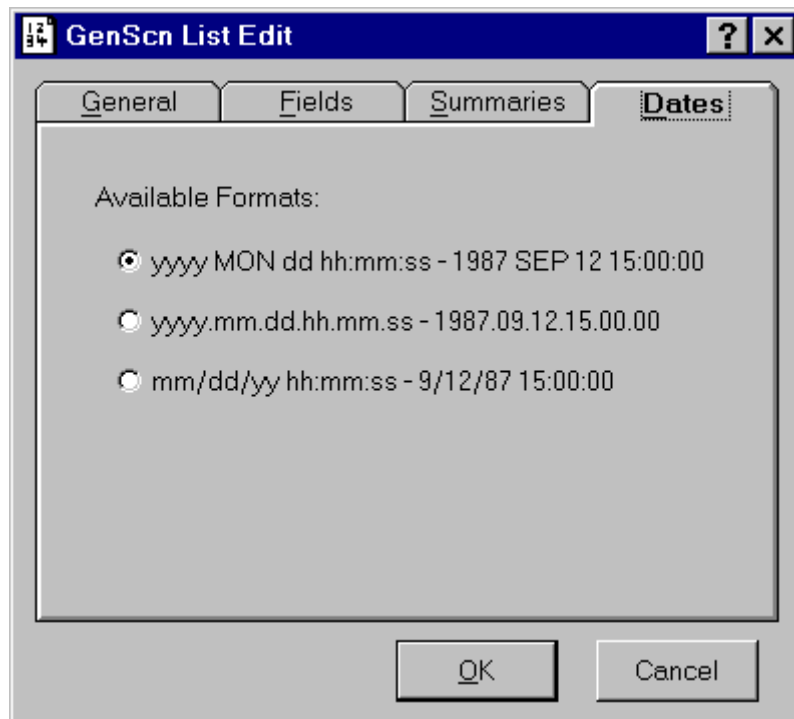 GenScn List Edit
General Fields Summaries Dates
Available Formats:
yyyy MON dd hh:mm:ss - 1987 SEP 12 15:00:00
yyyy.mm.dd.hh.mm.ss - 1987.09.12.15.00.00
mm/dd/yy hh:mm:ss - 9/12/87 15:00:00
OK Cancel